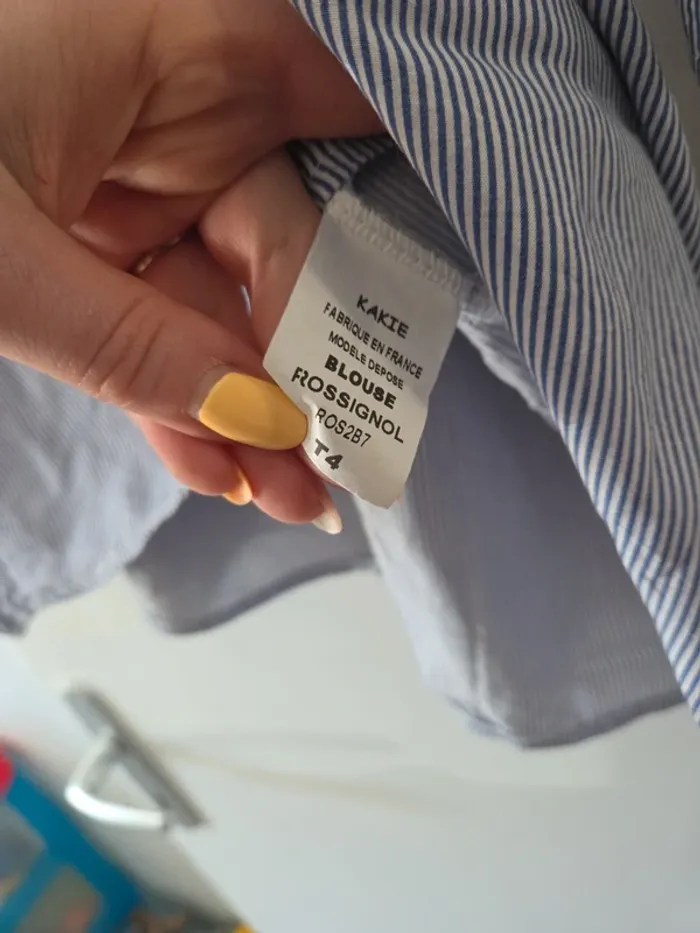 KAKIE
FABRIQUE EN FRANCE
MODELE DEPOSE
BLOUSE
ROSSIGNOL
ROS2B7
T4